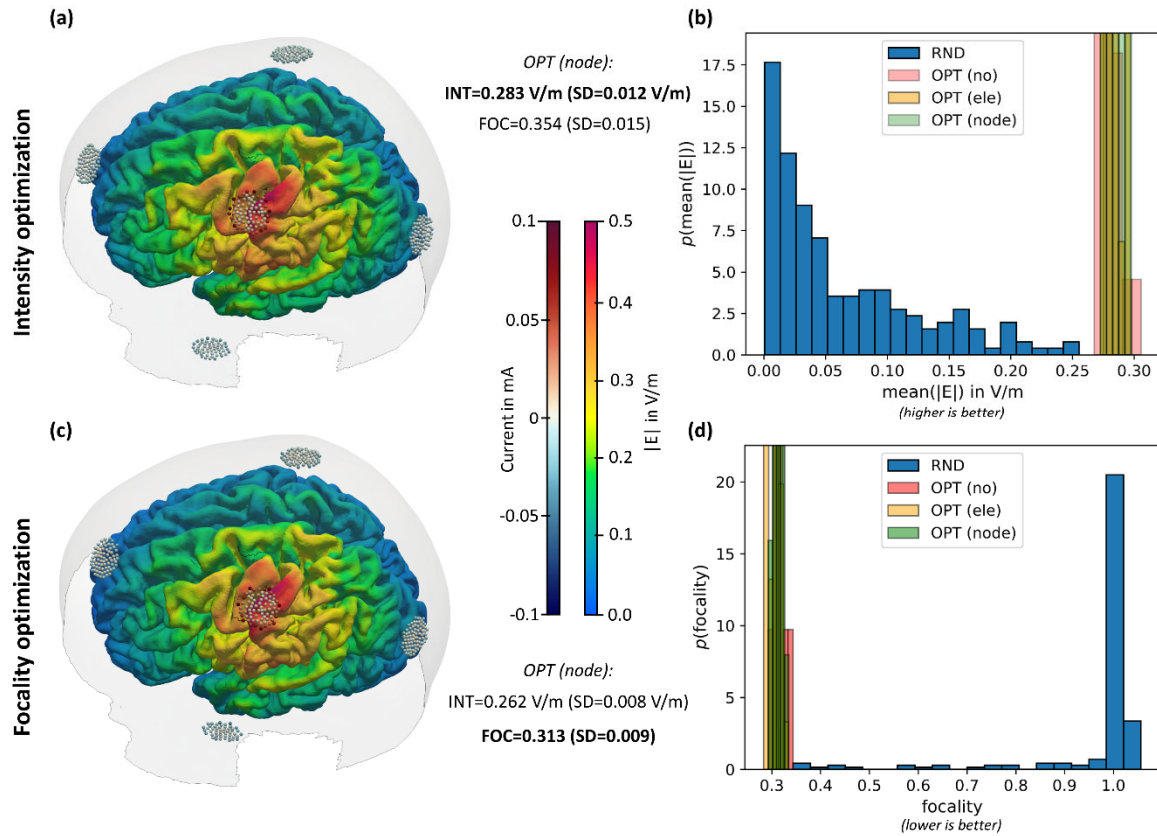 (a)
Intensity optimization
OPT (node):
INT=0.283 V/m (SD=0.012 V/m)
FOC=0.354 (SD=0.015)
(b)
p(mean(|E|))
17.5
15.0
12.5
10.0
7.5
5.0
2.5
0.0
RND
OPT (no)
OPT (ele)
OPT (node)
0.00
0.05
0.10
0.15
0.20
0.25
0.30
mean(|E|) in V/m
(higher is better)
Current in mA
0.1
0.05
0
-0.05
-0.1
|E| in V/m
0.5
0.4
0.3
0.2
0.1
0.0
(c)
Focality optimization
OPT (node):
INT=0.262 V/m (SD=0.008 V/m)
FOC=0.313 (SD=0.009)
(d)
p(focality)
20
15
10
5
0
RND
OPT (no)
OPT (ele)
OPT (node)
0.3
0.4
0.5
0.6
0.7
0.8
0.9
1.0
focality
(lower is better)